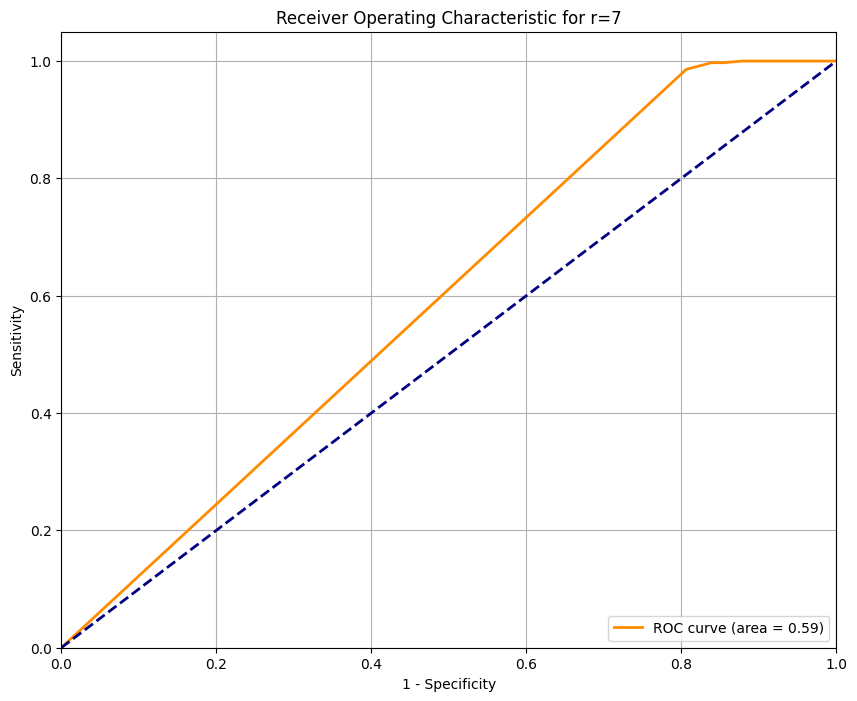 Receiver Operating Characteristic for r=7
1.0
0.8
0.6
0.4
0.2
0.0
Sensitivity
0.0 0.2 0.4 0.6 0.8 1.0
1 - Specificity
ROC curve (area = 0.59)